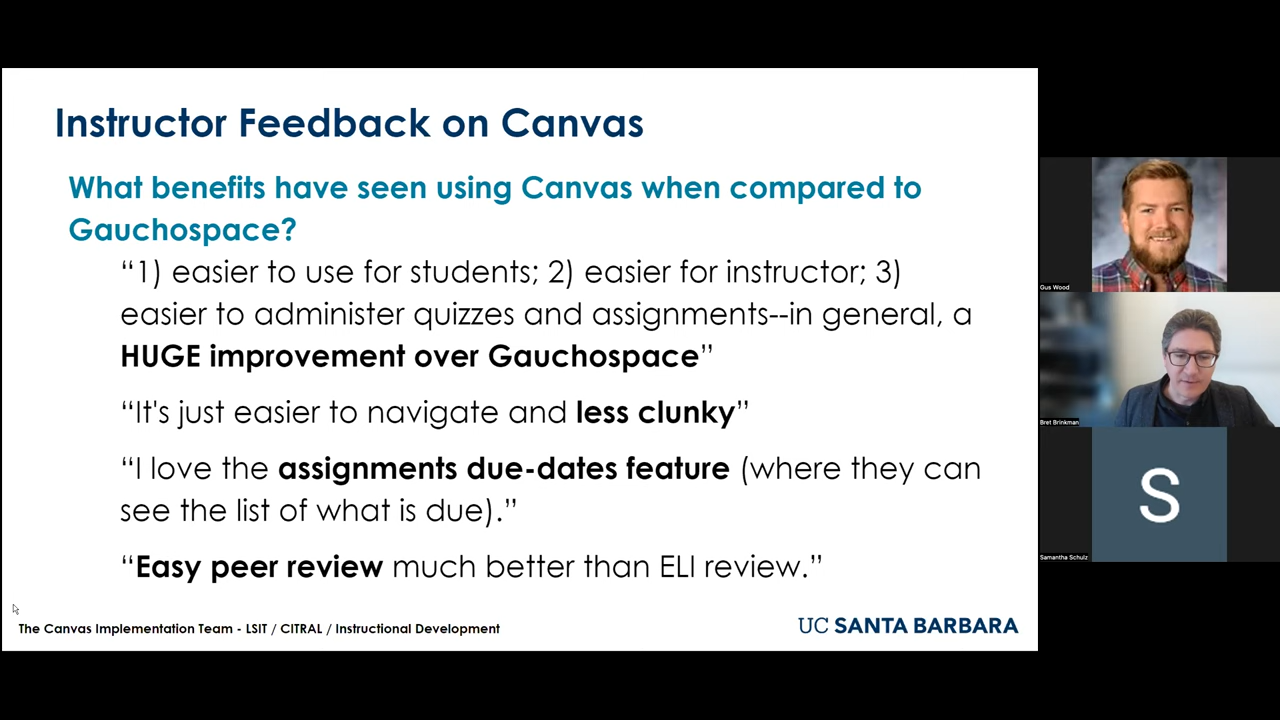 Instructor Feedback on Canvas
What benefits have seen using Canvas when compared to
Gauchospace?
“1) easier to use for students; 2) easier for instructor; 3)
easier to administer quizzes and assignments--in general, a
HUGE improvement over Gauchospace”
“It's just easier to navigate and less clunky”
“I love the assignments due-dates feature (where they can
see the list of what is due).”
“Easy peer review much better than ELI review.”
The Canvas Implementation Team - LSIT / CITRAL / Instructional Development
UC SANTA BARBARA
Gus Wood
Bret Brinkman
S
Samantha Schulz